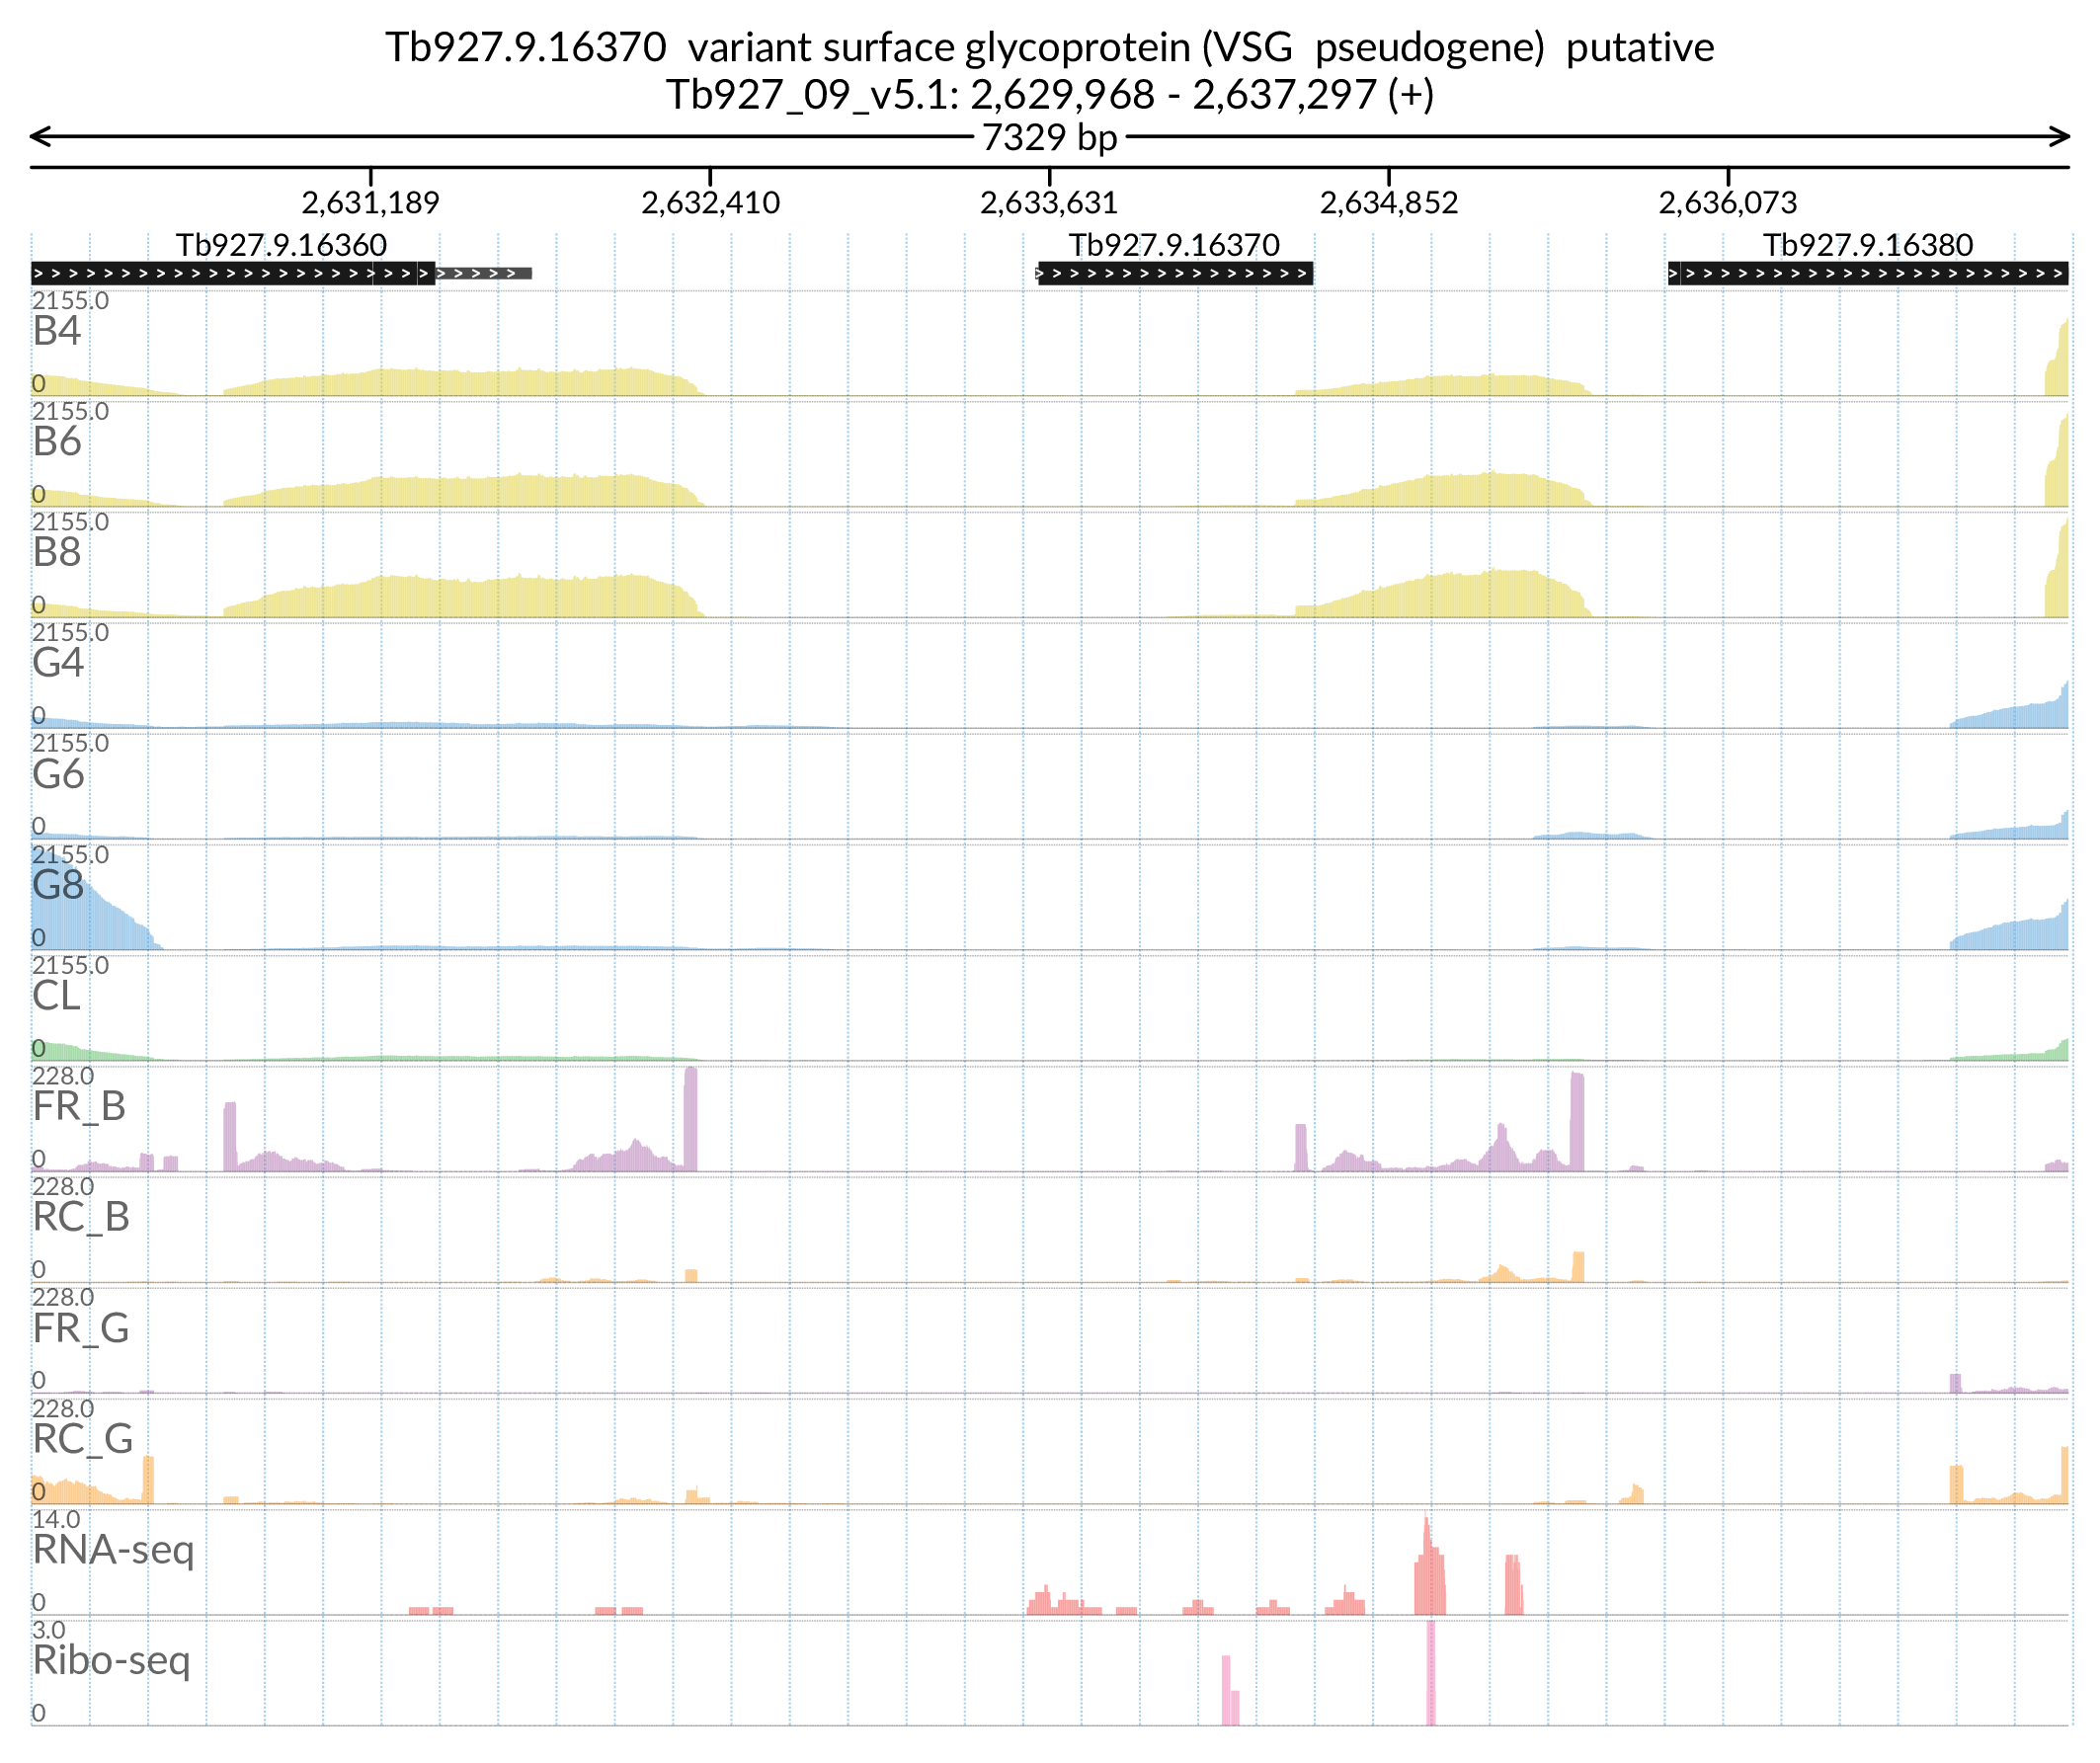 Tb927.9.16370  variant surface glycoprotein (VSG  pseudogene)  putative
Tb927_09_v5.1: 2,629,968 - 2,637,297 (+)
7329 bp
2,631,189 2,632,410 2,633,631 2,634,852 2,636,073
Tb927.9.16360 Tb927.9.16370 Tb927.9.16380
2155.0
B4
0
2155.0
B6
0
2155.0
B8
0
2155.0
G4
0
2155.0
G6
0
2155.0
G8
0
2155.0
CL
0
228.0
FR_B
0
228.0
RC_B
0
228.0
FR_G
0
228.0
RC_G
0
14.0
RNA-seq
0
3.0
Ribo-seq
0